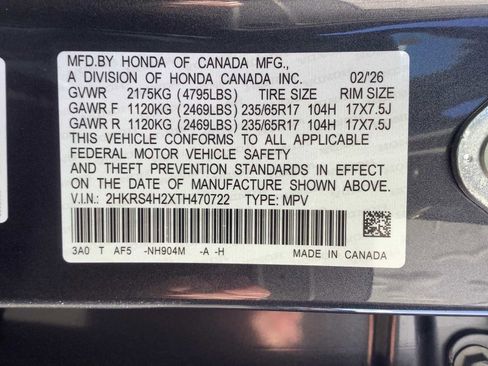 MFD.BY HONDA OF CANADA MFG.,
A DIVISION OF HONDA CANADA INC. 02/'26
GVWR 2175KG (4795LBS) TIRE SIZE RIM SIZE
GAWR F 1120KG (2469LBS) 235/65R17 104H 17X7.5J
GAWR R 1120KG (2469LBS) 235/65R17 104H 17X7.5J
THIS VEHICLE CONFORMS TO ALL APPLICABLE
FEDERAL MOTOR VEHICLE SAFETY
AND THEFT PREVENTION STANDARDS IN EFFECT
ON THE DATE OF MANUFACTURE SHOWN ABOVE.
V.I.N.: 2HKRS4H2XTH470722 TYPE: MPV
3A0 T AF5 -NH904M -A -H MADE IN CANADA